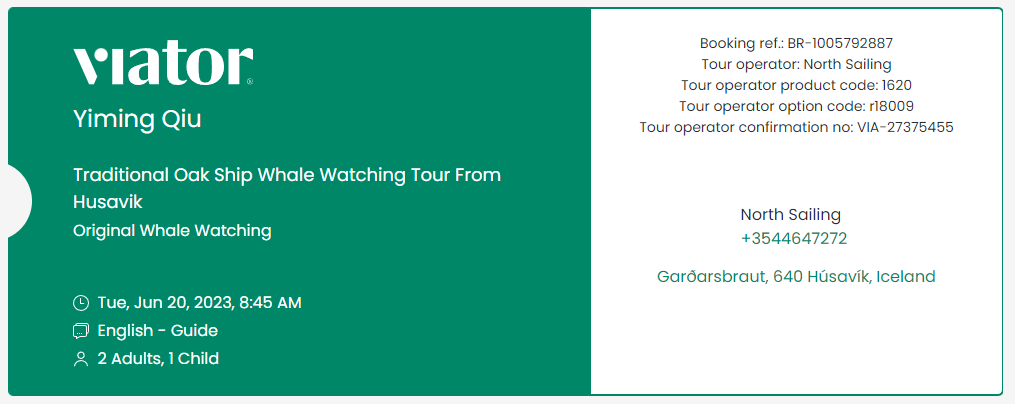 viator®
Yiming Qiu
Traditional Oak Ship Whale Watching Tour From
Husavik
Original Whale Watching
Tue, Jun 20, 2023, 8:45 AM
English - Guide
2 Adults, 1 Child
Booking ref.: BR-1005792887
Tour operator: North Sailing
Tour operator product code: 1620
Tour operator option code: r18009
Tour operator confirmation no: VIA-27375455
North Sailing
+3544647272
Garðarsbraut, 640 Húsavík, Iceland